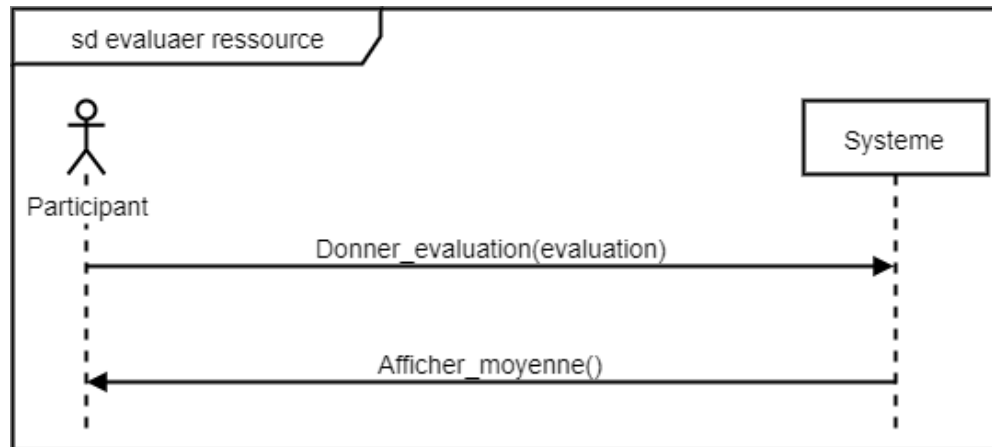 sd evaluaer ressource
Systeme
Participant
Donner_evaluation(evaluation)
Afficher_moyenne()